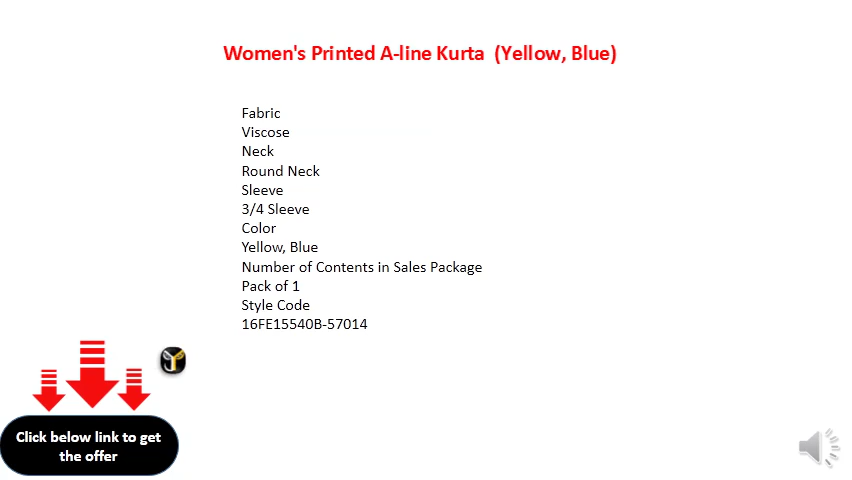 Women's Printed A-line Kurta  (Yellow, Blue)
Fabric
Viscose
Neck
Round Neck
Sleeve
3/4 Sleeve
Color
Yellow, Blue
Number of Contents in Sales Package
Pack of 1
Style Code
16FE15540B-57014
Click below link to get
the offer